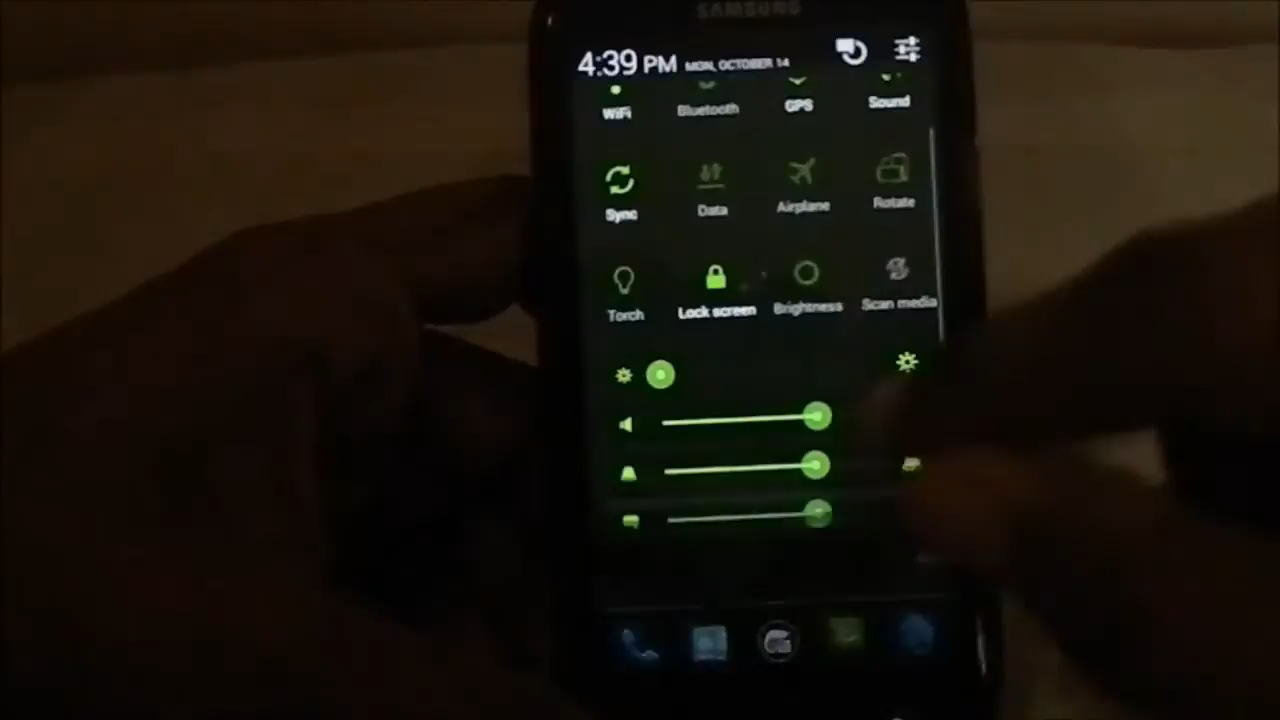 SAMSUNG
4:39 PM MON, OCTOBER 14
WiFi Bluetooth GPS Sound
Sync Data Airplane Rotate
Torch Lock screen Brightness Scan media